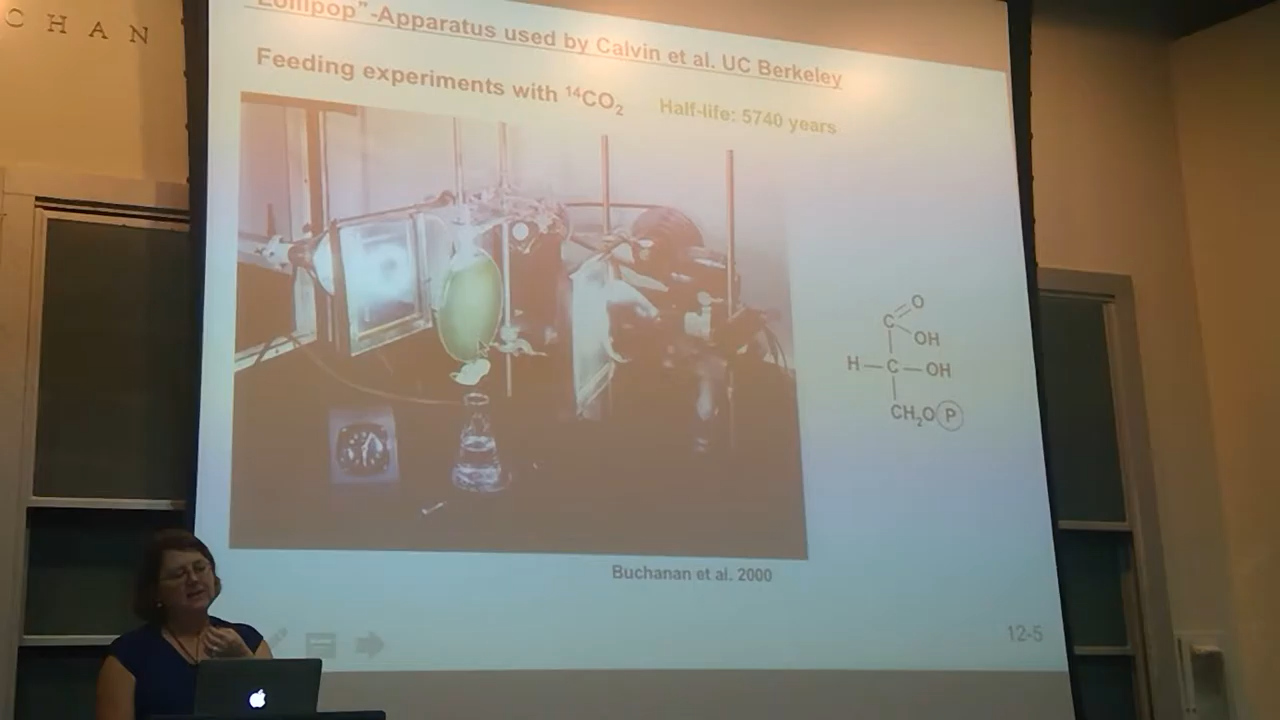 CHAN
"Lollipop"-Apparatus used by Calvin et al. UC Berkeley
Feeding experiments with ¹⁴CO₂
Half-life: 5740 years
C=O
OH
H—C—OH
CH₂O P
Buchanan et al. 2000
12-5